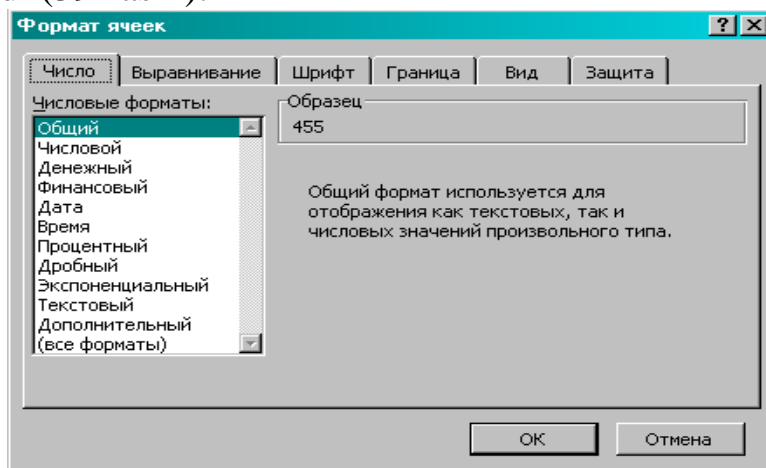 Формат ячеек
Число Выравнивание Шрифт Граница Вид Защита
Числовые форматы:
Общий
Числовой
Денежный
Финансовый
Дата
Время
Процентный
Дробный
Экспоненциальный
Текстовый
Дополнительный
(все форматы)
Образец
455
Общий формат используется для
отображения как текстовых, так и
числовых значений произвольного типа.
ОК Отмена